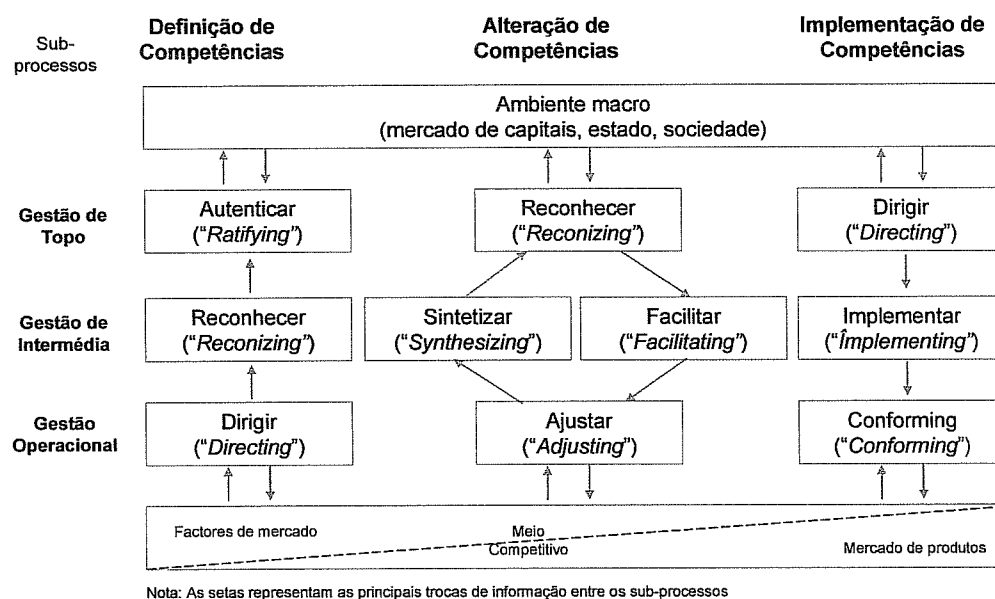 Sub-
processos
Definição de
Competências
Alteração de
Competências
Implementação de
Competências
Ambiente macro
(mercado de capitais, estado, sociedade)
Gestão de
Topo
Autenticar
("Ratifying")
Reconhecer
("Reconizing")
Dirigir
("Directing")
Gestão de
Intermédia
Reconhecer
("Reconizing")
Sintetizar
("Synthesizing")
Facilitar
("Facilitating")
Implementar
("Împlementing")
Gestão
Operacional
Dirigir
("Directing")
Ajustar
("Adjusting")
Conforming
("Conforming")
Factores de mercado
Meio
Competitivo
Mercado de produtos
Nota: As setas representam as principais trocas de informação entre os sub-processos